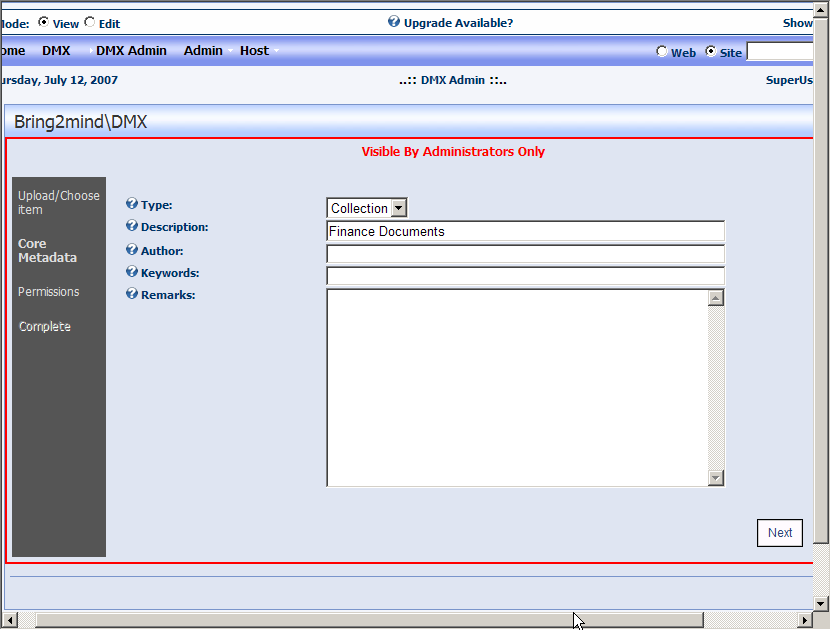 lode: View Edit Upgrade Available? Show
ome DMX DMX Admin Admin Host Web Site
ursday, July 12, 2007 ..:: DMX Admin ::.. SuperUs
Bring2mind\DMX
Visible By Administrators Only
Upload/Choose
item
Core
Metadata
Permissions
Complete
Type: Collection
Description: Finance Documents
Author:
Keywords:
Remarks:
Next